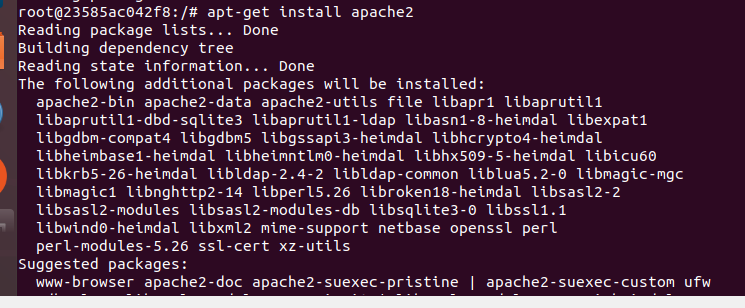 root@23585ac042f8:/# apt-get install apache2
Reading package lists... Done
Building dependency tree
Reading state information... Done
The following additional packages will be installed:
  apache2-bin apache2-data apache2-utils file libapr1 libaprutil1
  libaprutil1-dbd-sqlite3 libaprutil1-ldap libasn1-8-heimdal libexpat1
  libgdbm-compat4 libgdbm5 libgssapi3-heimdal libhcrypto4-heimdal
  libheimbase1-heimdal libheimntlm0-heimdal libhx509-5-heimdal libicu60
  libkrb5-26-heimdal libldap-2.4-2 libldap-common liblua5.2-0 libmagic-mgc
  libmagic1 libnghttp2-14 libperl5.26 libroken18-heimdal libsasl2-2
  libsasl2-modules libsasl2-modules-db libsqlite3-0 libssl1.1
  libwind0-heimdal libxml2 mime-support netbase openssl perl
  perl-modules-5.26 ssl-cert xz-utils
Suggested packages:
  www-browser apache2-doc apache2-suexec-pristine | apache2-suexec-custom ufw